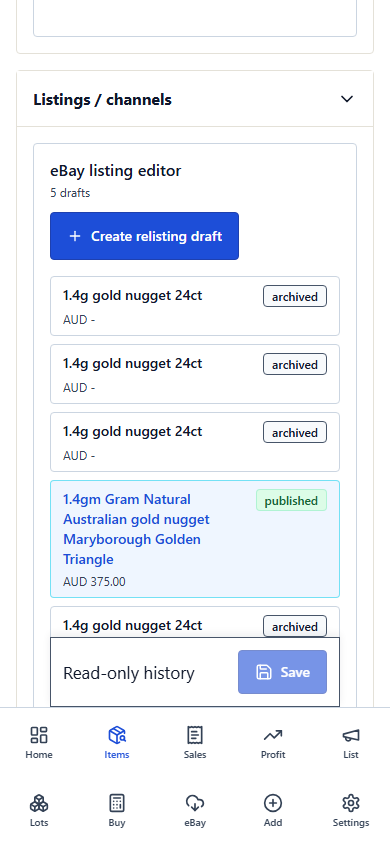 Listings / channels
eBay listing editor
5 drafts
Create relisting draft
1.4g gold nugget 24ct
archived
AUD -
1.4g gold nugget 24ct
archived
AUD -
1.4g gold nugget 24ct
archived
AUD -
1.4gm Gram Natural
published
Australian gold nugget
Maryborough Golden
Triangle
AUD 375.00
1.4g gold nugget 24ct
archived
Read-only history
Save
Home
Items
Sales
Profit
List
Lots
Buy
eBay
Add
Settings